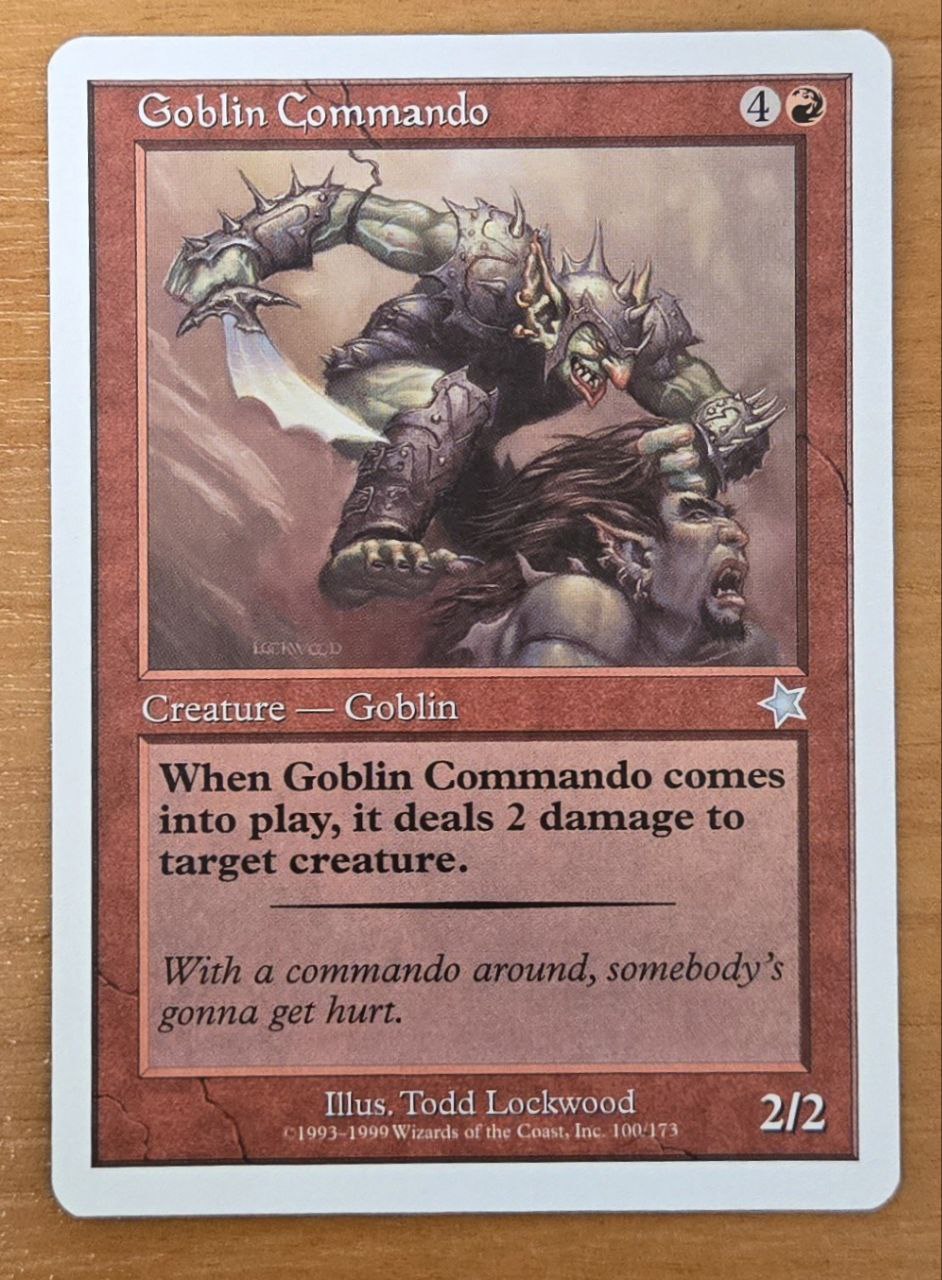 Goblin Commando 4
LOCKWOOD
Creature — Goblin
When Goblin Commando comes
into play, it deals 2 damage to
target creature.
With a commando around, somebody's
gonna get hurt.
Illus. Todd Lockwood
©1993–1999 Wizards of the Coast, Inc. 100/173
2/2